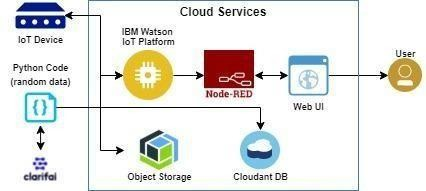 Cloud Services
IoT Device
IBM Watson
IoT Platform
User
Python Code
(random data)
Node-RED
Web UI
clarifai
Object Storage
Cloudant DB